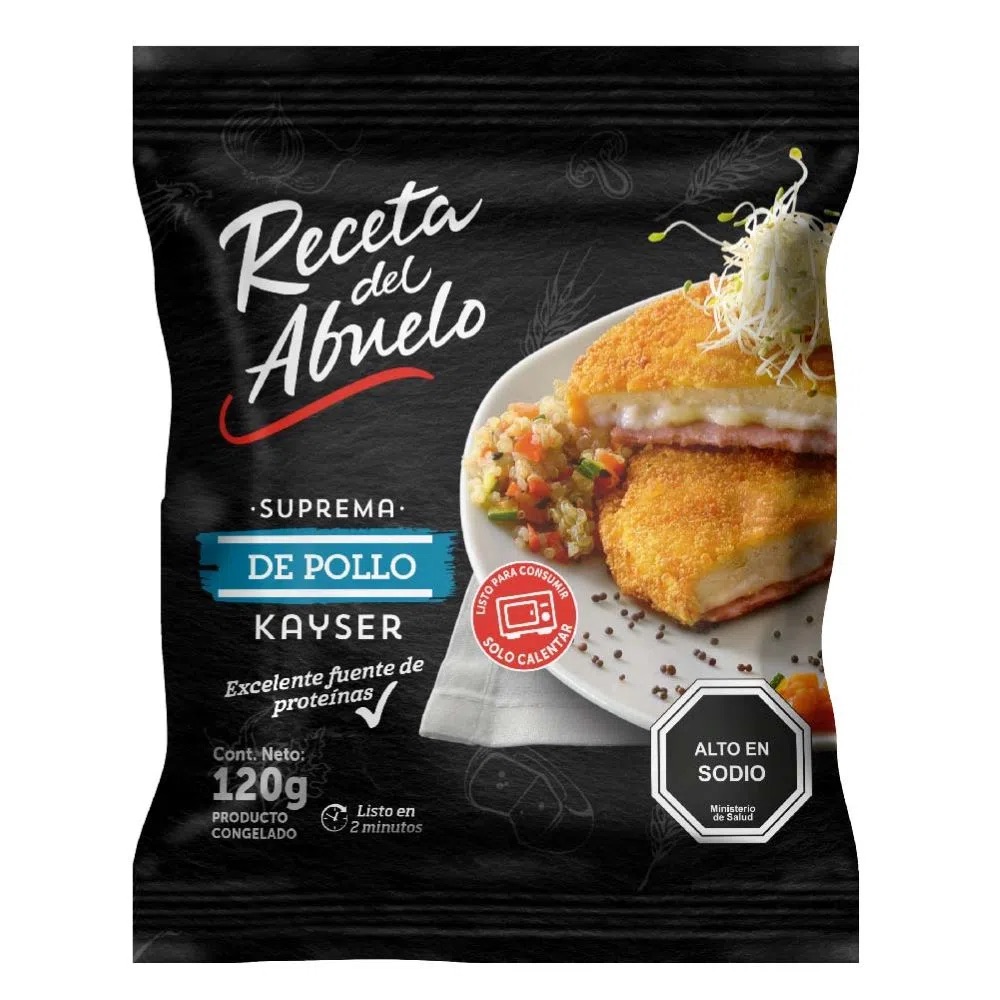 Receta
del
Abuelo
·SUPREMA·
DE POLLO
KAYSER
Excelente fuente de
proteínas
Cont. Neto:
120g
PRODUCTO
CONGELADO
Listo en
2 minutos
LISTO PARA CONSUMIR
SOLO CALENTAR
ALTO EN
SODIO
Ministerio
de Salud